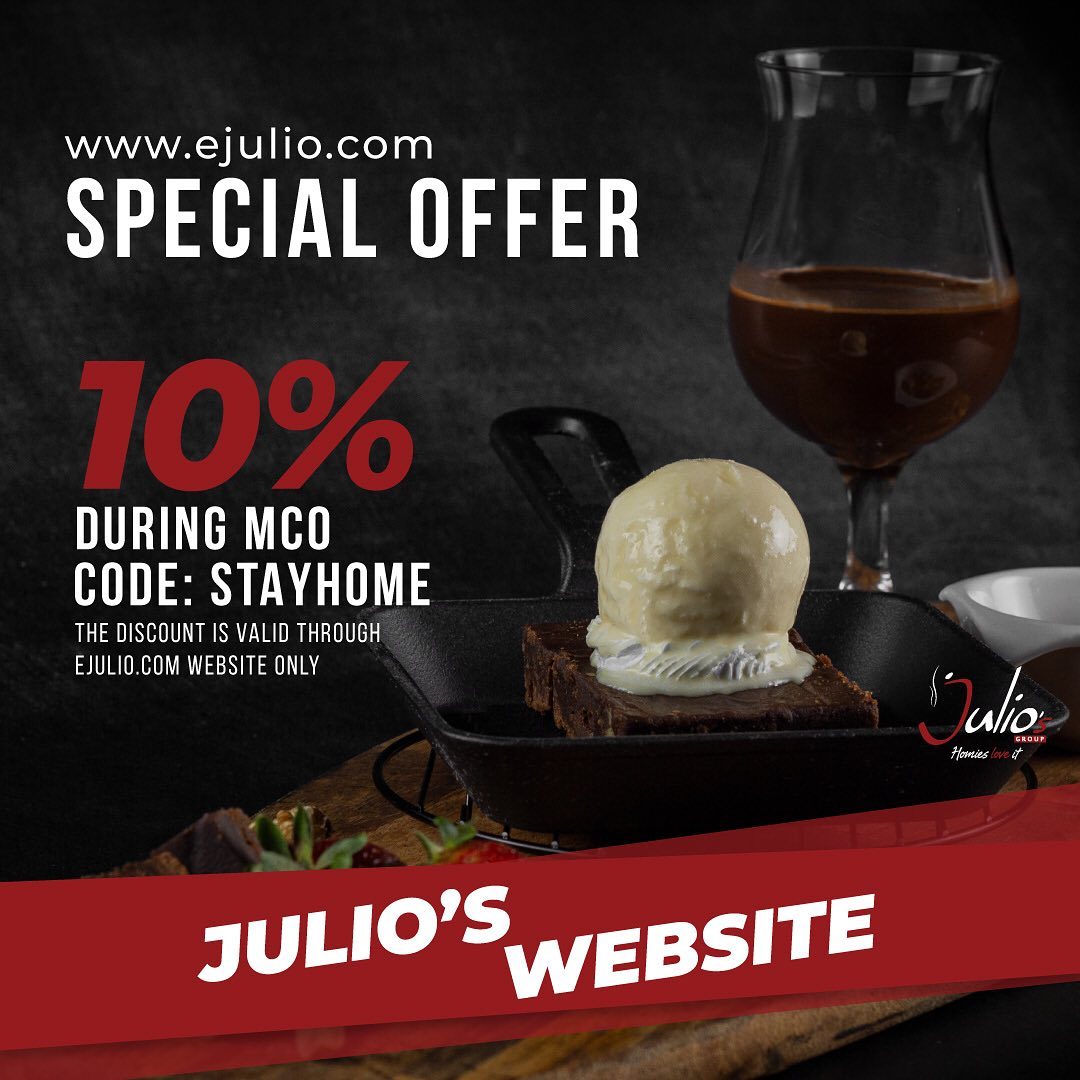 www.ejulio.com
SPECIAL OFFER
10%
DURING MCO
CODE: STAYHOME
THE DISCOUNT IS VALID THROUGH
EJULIO.COM WEBSITE ONLY
Julio's
GROUP
Homies love it
JULIO'S
WEBSITE